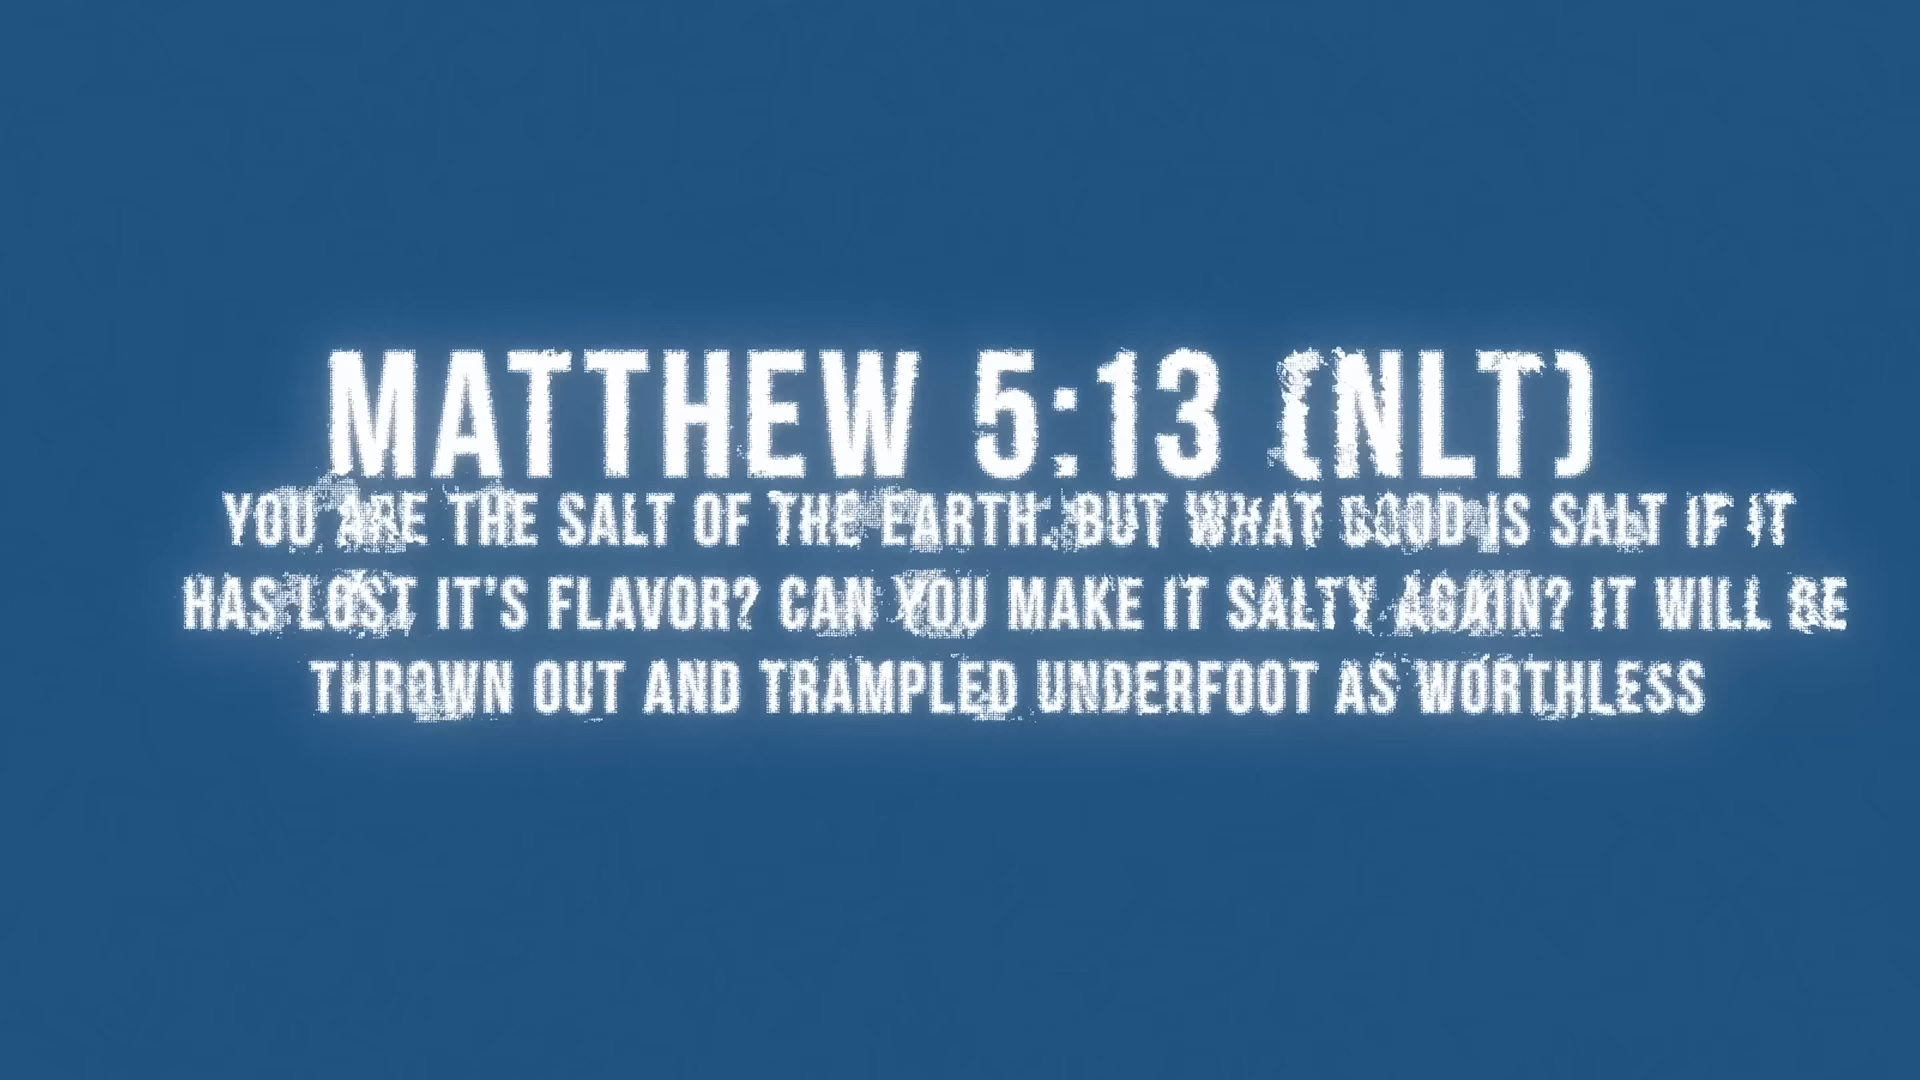 MATTHEW 5:13 (NLT)
YOU ARE THE SALT OF THE EARTH. BUT WHAT GOOD IS SALT IF IT
HAS LOST IT'S FLAVOR? CAN YOU MAKE IT SALTY AGAIN? IT WILL BE
THROWN OUT AND TRAMPLED UNDERFOOT AS WORTHLESS